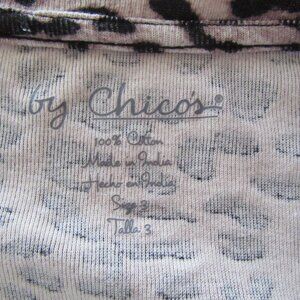 by Chico's®
100% Cotton
Made in India
Hecho en India
Size 3
Talla 3